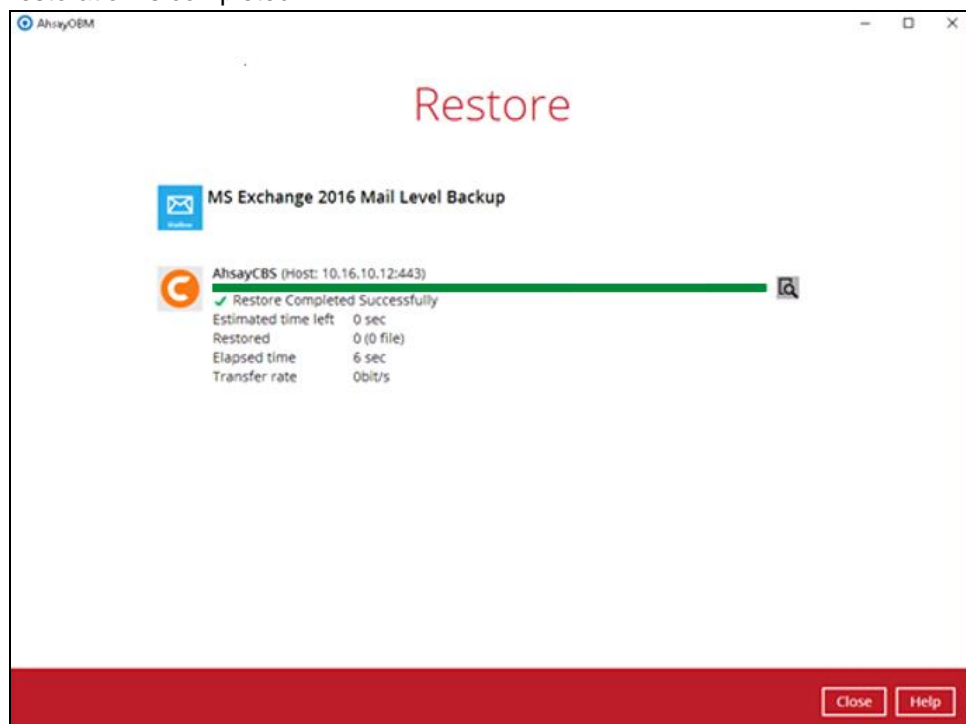 AhsayOBM
Restore
MS Exchange 2016 Mail Level Backup
AhsayCBS (Host: 10.16.10.12:443)
Restore Completed Successfully
Estimated time left 0 sec
Restored 0 (0 file)
Elapsed time 6 sec
Transfer rate 0bit/s
Close Help